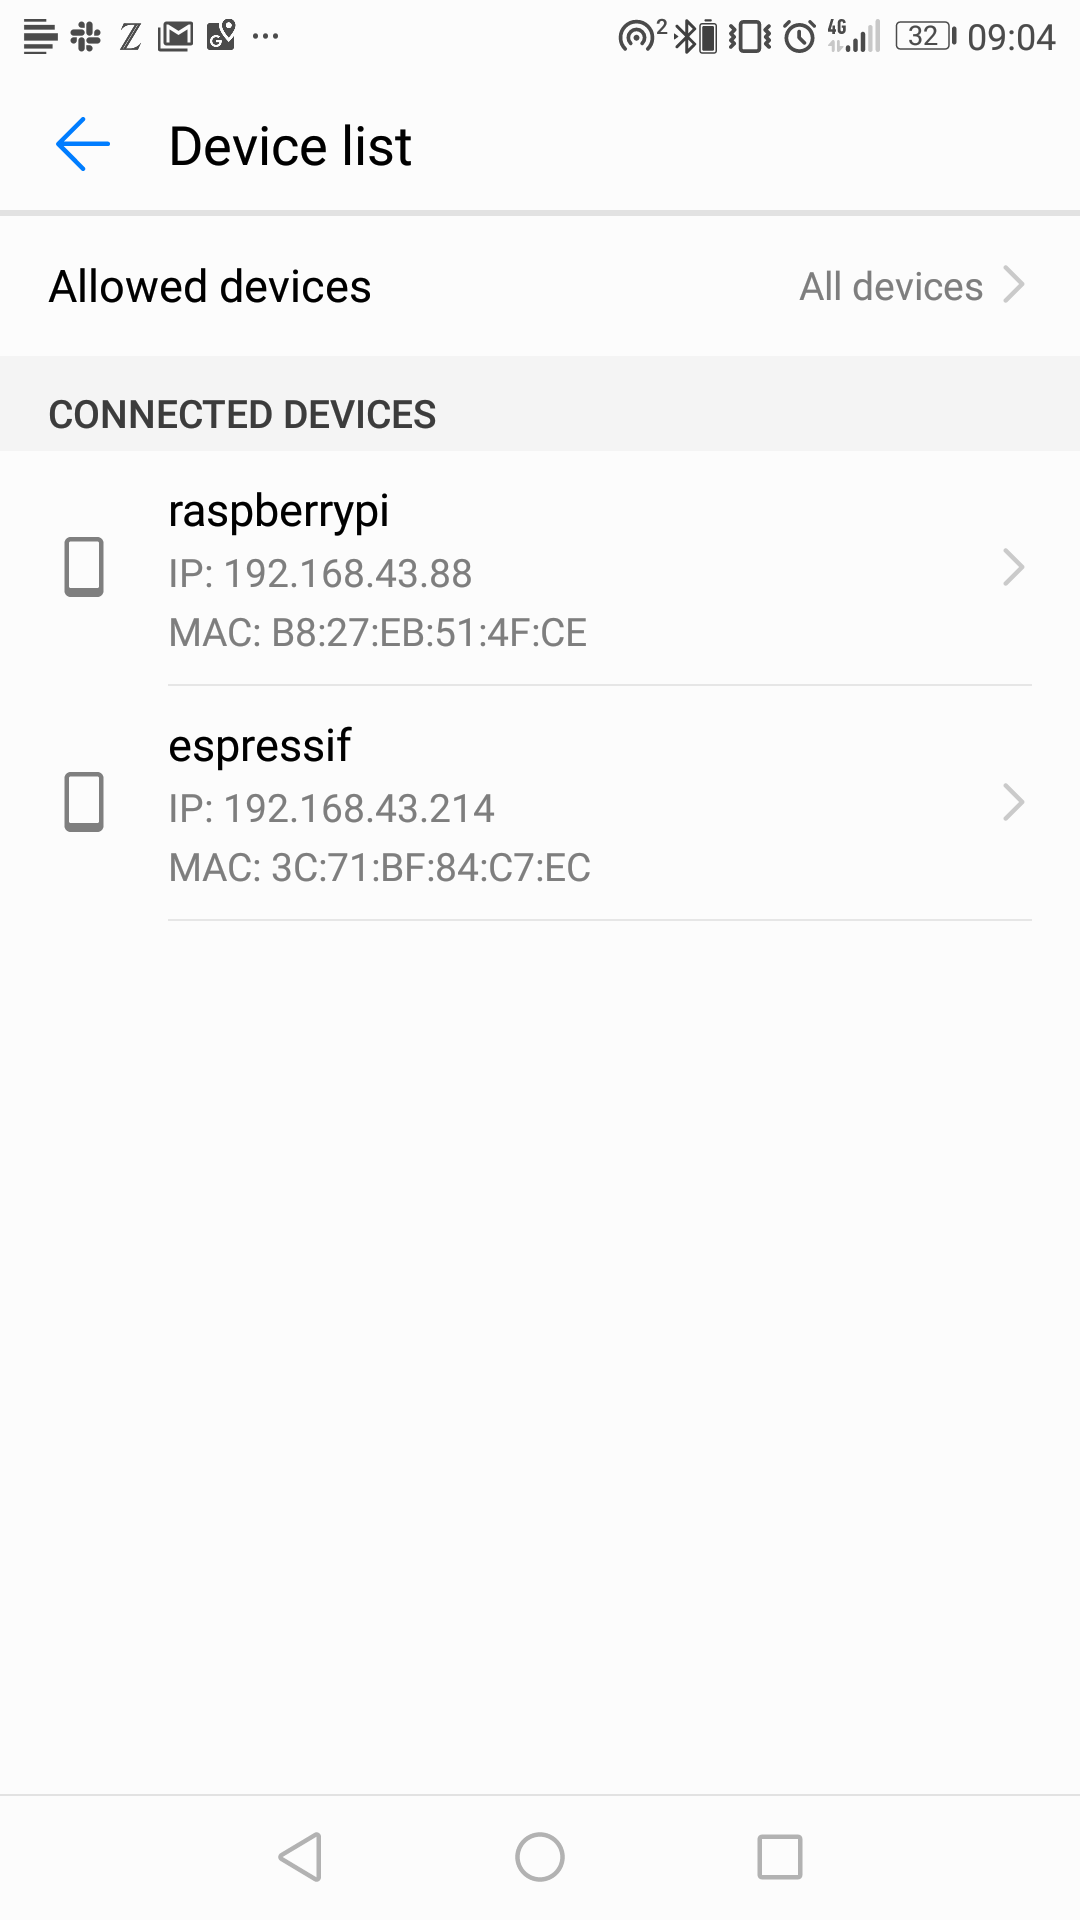 2 4G 32 09:04
Device list
Allowed devices All devices
CONNECTED DEVICES
raspberrypi
IP: 192.168.43.88
MAC: B8:27:EB:51:4F:CE
espressif
IP: 192.168.43.214
MAC: 3C:71:BF:84:C7:EC